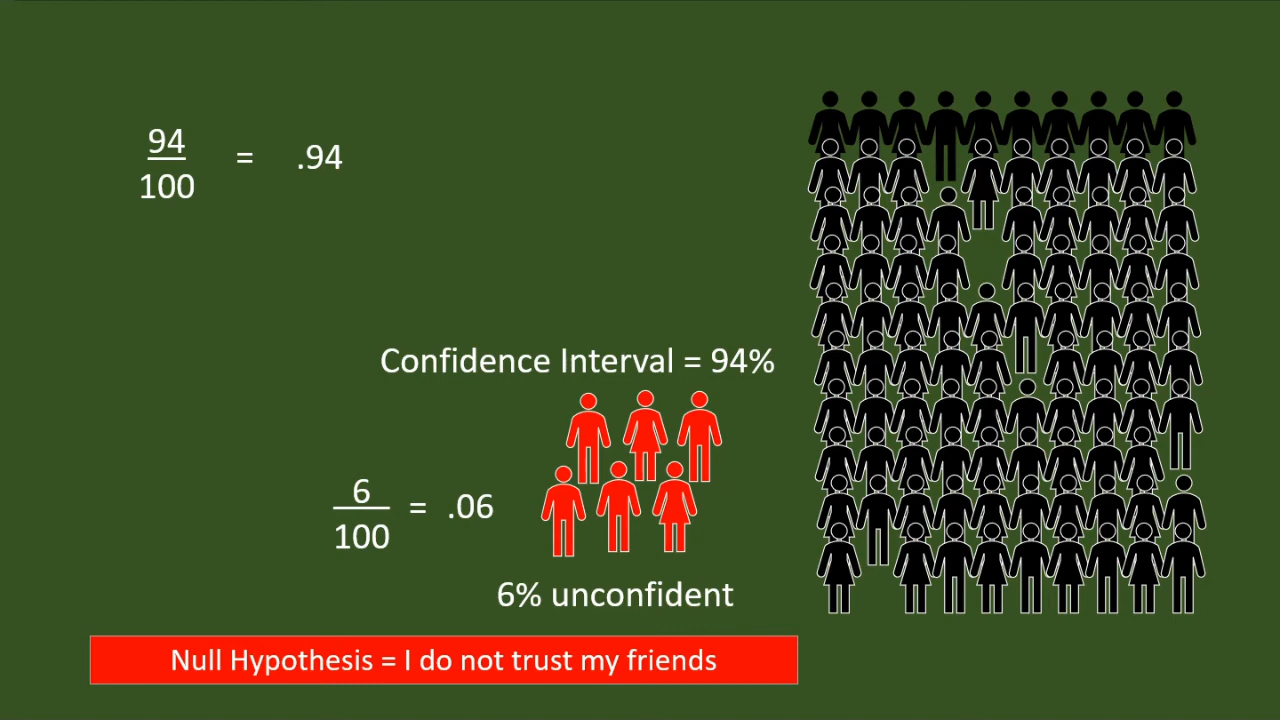 94
100
= .94
Confidence Interval = 94%
6
100
= .06
6% unconfident
Null Hypothesis = I do not trust my friends